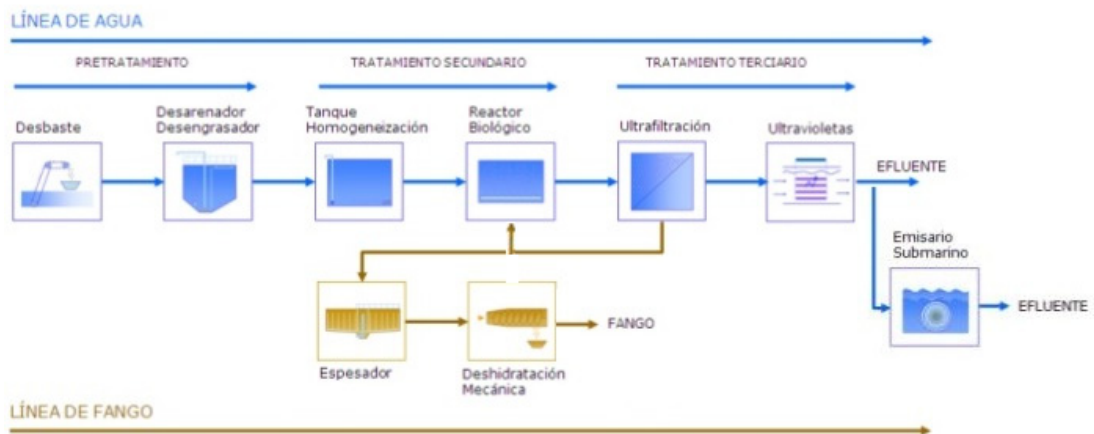 LÍNEA DE AGUA
PRETRATAMIENTO
TRATAMIENTO SECUNDARIO
TRATAMIENTO TERCIARIO
Desbaste
Desarenador
Desengrasador
Tanque
Homogeneización
Reactor
Biológico
Ultrafiltración
Ultravioletas
EFLUENTE
Emisario
Submarino
EFLUENTE
Espesador
Deshidratación
Mecánica
FANGO
LÍNEA DE FANGO